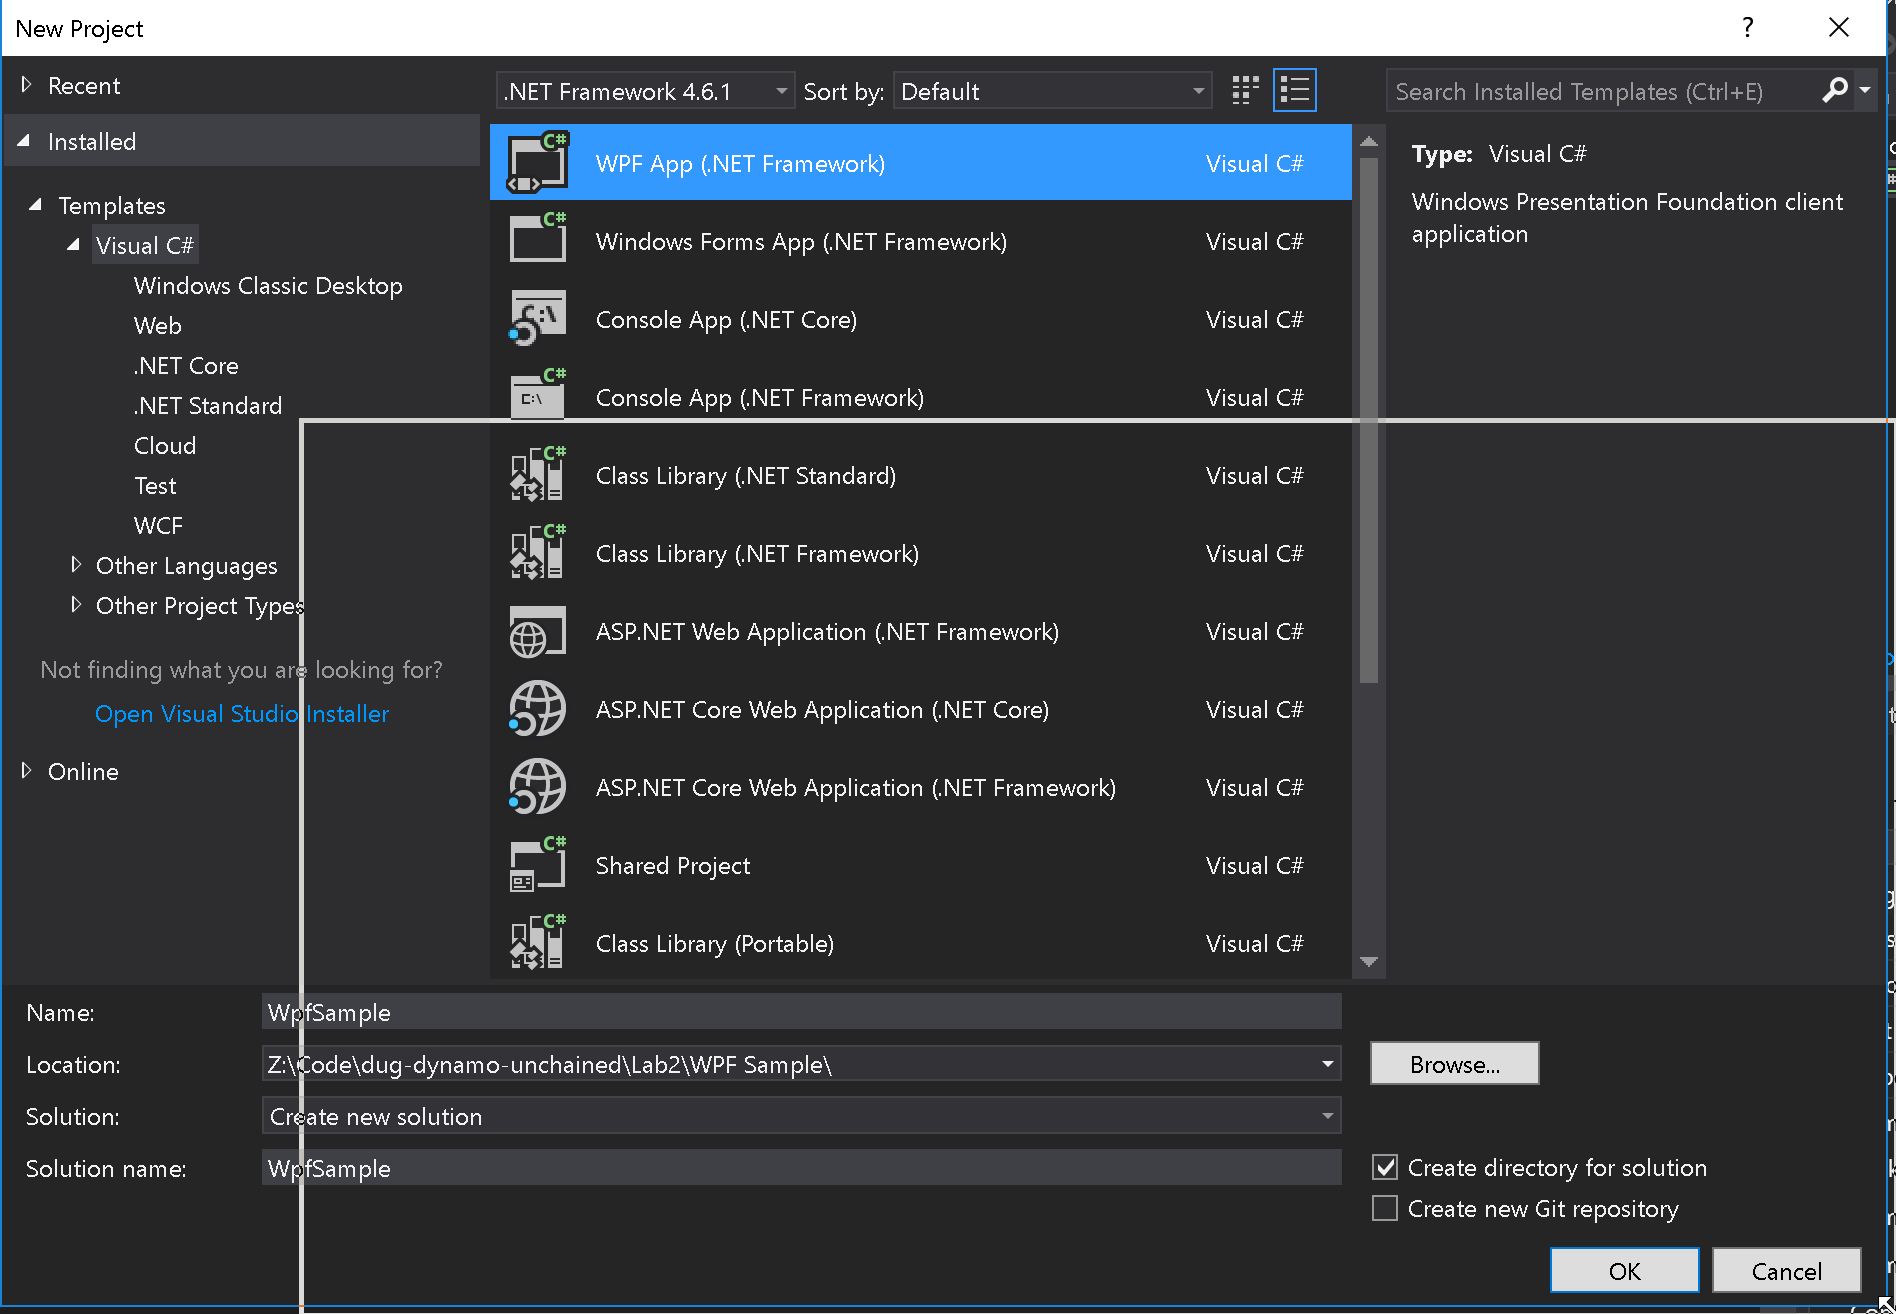 New Project
?
Recent
Installed
Templates
Visual C#
Windows Classic Desktop
Web
.NET Core
.NET Standard
Cloud
Test
WCF
Other Languages
Other Project Types
Not finding what you are looking for?
Open Visual Studio Installer
Online
.NET Framework 4.6.1 Sort by: Default
WPF App (.NET Framework) Visual C#
Windows Forms App (.NET Framework) Visual C#
Console App (.NET Core) Visual C#
Console App (.NET Framework) Visual C#
Class Library (.NET Standard) Visual C#
Class Library (.NET Framework) Visual C#
ASP.NET Web Application (.NET Framework) Visual C#
ASP.NET Core Web Application (.NET Core) Visual C#
ASP.NET Core Web Application (.NET Framework) Visual C#
Shared Project Visual C#
Class Library (Portable) Visual C#
Search Installed Templates (Ctrl+E)
Type: Visual C#
Windows Presentation Foundation client
application
Name: WpfSample
Location: Z:\Code\dug-dynamo-unchained\Lab2\WPF Sample\
Browse...
Solution: Create new solution
Solution name: WpfSample
Create directory for solution
Create new Git repository
OK Cancel